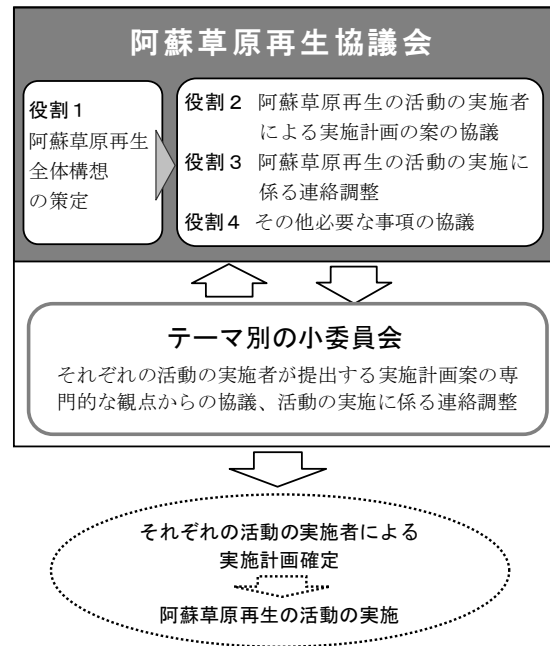 阿蘇草原再生協議会
役割1
阿蘇草原再生
全体構想
の策定
役割2 阿蘇草原再生の活動の実施者
による実施計画の案の協議
役割3 阿蘇草原再生の活動の実施に
係る連絡調整
役割4 その他必要な事項の協議
テーマ別の小委員会
それぞれの活動の実施者が提出する実施計画案の専
門的な観点からの協議、活動の実施に係る連絡調整
それぞれの活動の実施者による
実施計画確定
阿蘇草原再生の活動の実施